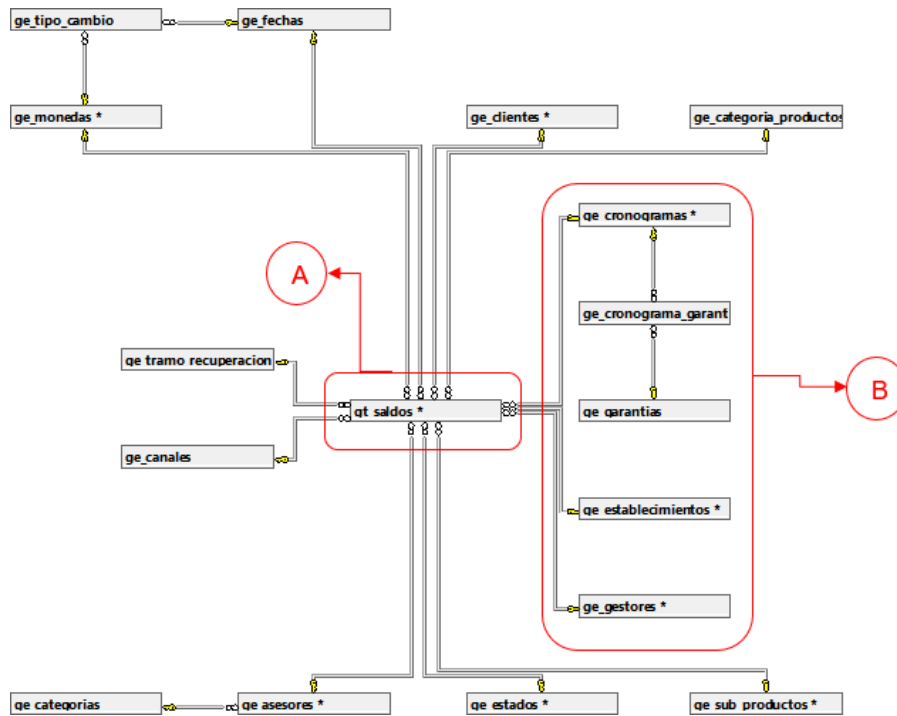 ge_tipo_cambio
ge_fechas
ge_monedas *
ge_clientes *
ge_categoria_productos
ge_cronogramas *
A
ge_cronograma_garant
ge_tramo_recuperacion
B
gt_saldos *
ge_garantias
ge_canales
ge_establecimientos *
ge_gestores *
ge_categorias
ge_asesores *
ge_estados *
ge_sub_productos *